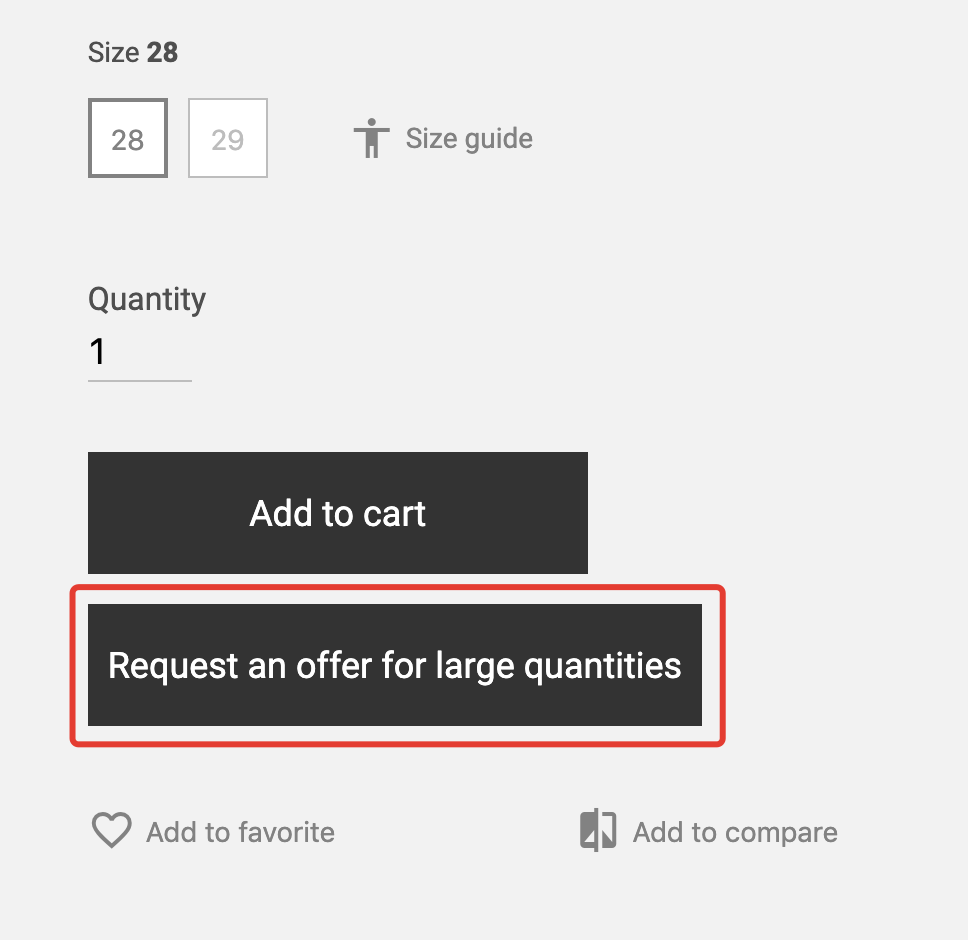 Size 28
28 29 Size guide
Quantity
1
Add to cart
Request an offer for large quantities
Add to favorite Add to compare